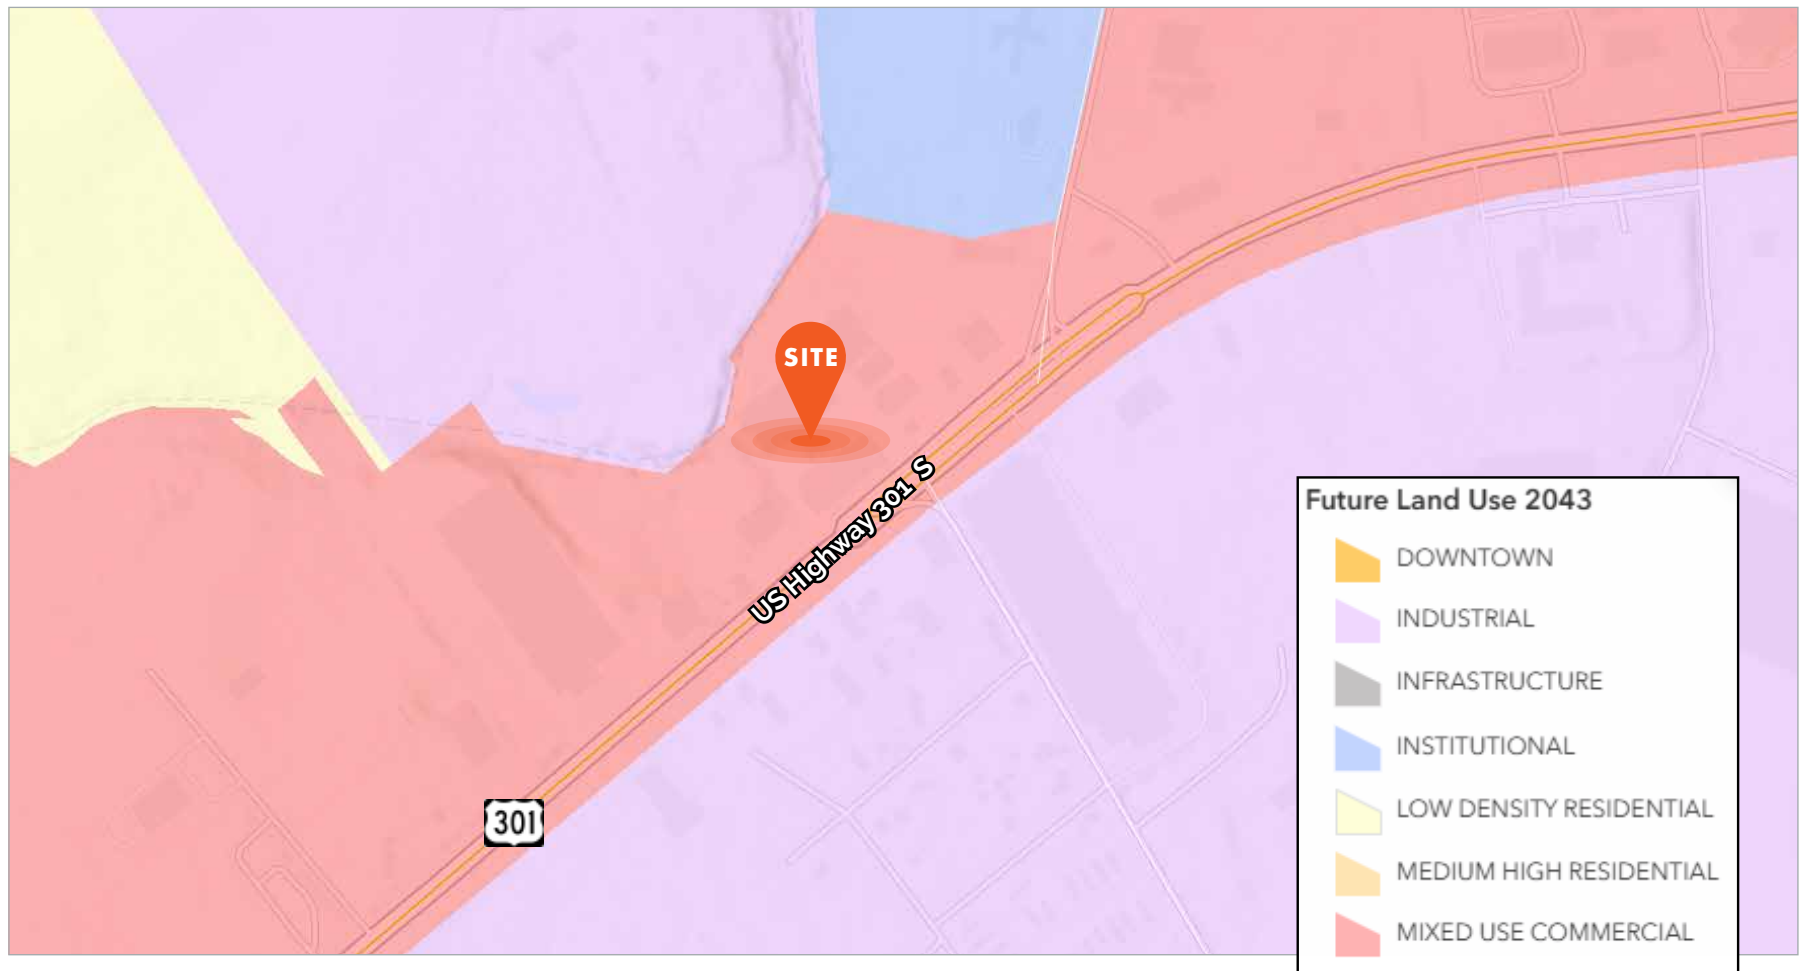 SITE
US Highway 301 S
301
Future Land Use 2043
DOWNTOWN
INDUSTRIAL
INFRASTRUCTURE
INSTITUTIONAL
LOW DENSITY RESIDENTIAL
MEDIUM HIGH RESIDENTIAL
MIXED USE COMMERCIAL